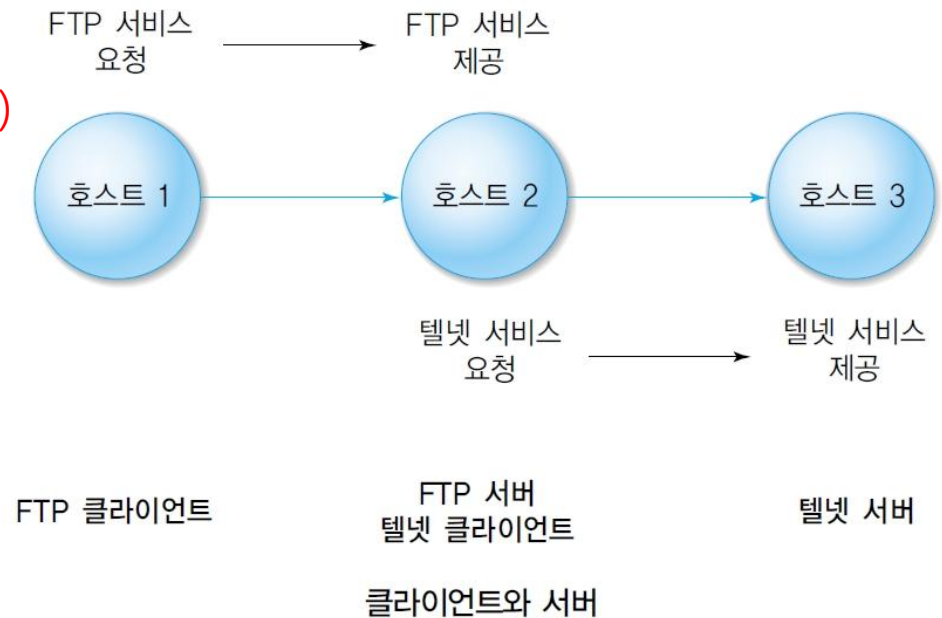 FTP 서비스
요청
FTP 서비스
제공
)
호스트 1
호스트 2
호스트 3
텔넷 서비스
요청
텔넷 서비스
제공
FTP 클라이언트
FTP 서버
텔넷 클라이언트
텔넷 서버
클라이언트와 서버